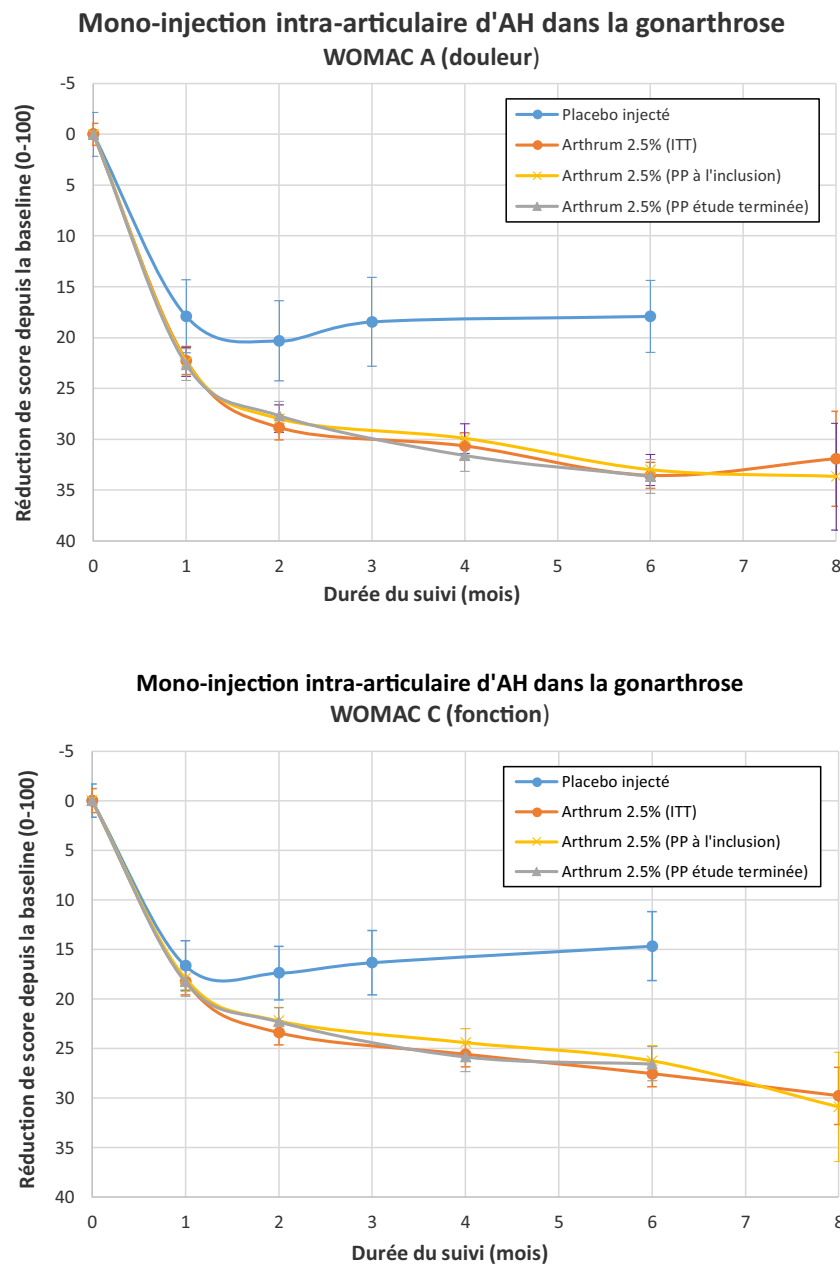 Mono-injection intra-articulaire d'AH dans la gonarthrose
WOMAC A (douleur)
Réduction de score depuis la baseline (0-100)
-5
0
5
10
15
20
25
30
35
40
Placebo injecté
Arthrum 2.5% (ITT)
Arthrum 2.5% (PP à l'inclusion)
Arthrum 2.5% (PP étude terminée)
0 1 2 3 4 5 6 7 8
Durée du suivi (mois)
Mono-injection intra-articulaire d'AH dans la gonarthrose
WOMAC C (fonction)
Réduction de score depuis la baseline (0-100)
-5
0
5
10
15
20
25
30
35
40
Placebo injecté
Arthrum 2.5% (ITT)
Arthrum 2.5% (PP à l'inclusion)
Arthrum 2.5% (PP étude terminée)
0 1 2 3 4 5 6 7 8
Durée du suivi (mois)